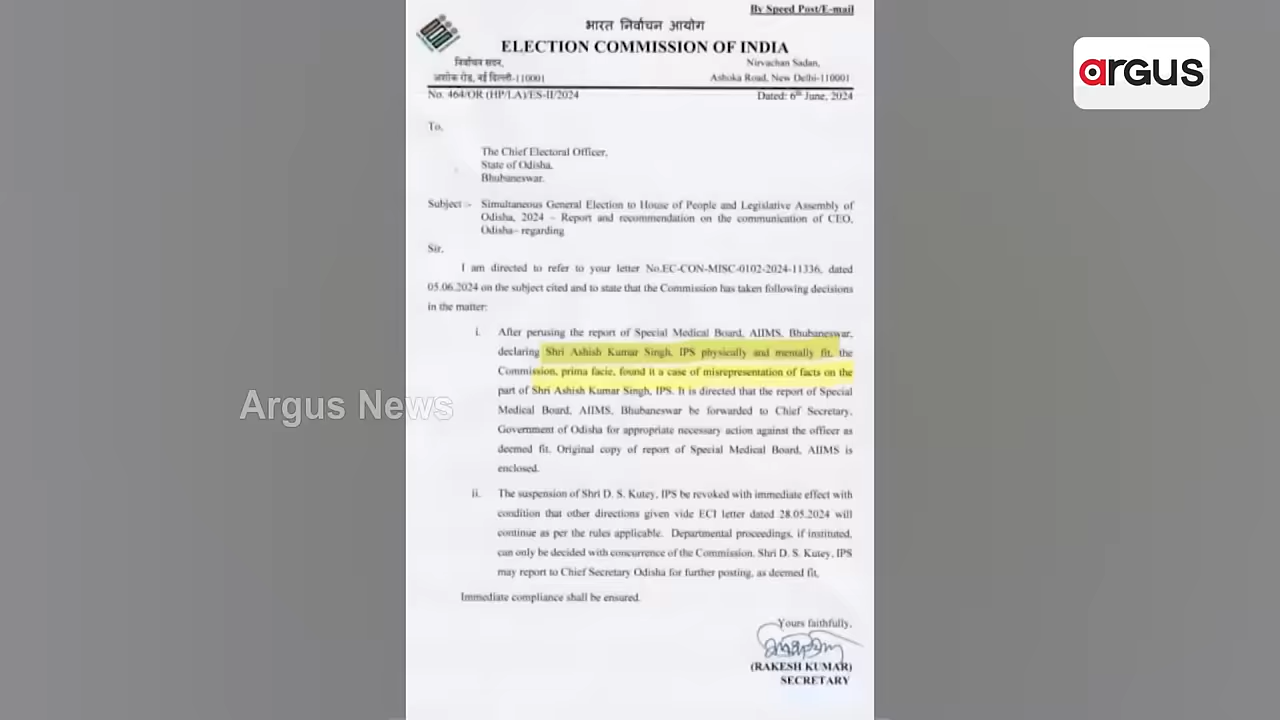 By Speed Post/E-mail
भारत निर्वाचन आयोग
ELECTION COMMISSION OF INDIA
निर्वाचन सदन,
अशोक रोड, नई दिल्ली-110001
Nirvachan Sadan,
Ashoka Road, New Delhi-110001
No. 464/OR (HP/LA)/ES-II/2024
Dated: 6th June, 2024
To,
The Chief Electoral Officer,
State of Odisha,
Bhubaneswar.
Subject :- Simultaneous General Election to House of People and Legislative Assembly of
Odisha, 2024 – Report and recommendation on the communication of CEO,
Odisha– regarding
Sir,
I am directed to refer to your letter No.EC-CON-MISC-0102-2024-11336, dated
05.06.2024 on the subject cited and to state that the Commission has taken following decisions
in the matter:
i. After perusing the report of Special Medical Board, AIIMS, Bhubaneswar,
declaring Shri Ashish Kumar Singh, IPS physically and mentally fit, the
Commission, prima facie, found it a case of misrepresentation of facts on the
part of Shri Ashish Kumar Singh, IPS. It is directed that the report of Special
Medical Board, AIIMS, Bhubaneswar be forwarded to Chief Secretary,
Government of Odisha for appropriate necessary action against the officer as
deemed fit. Original copy of report of Special Medical Board, AIIMS is
enclosed.
ii. The suspension of Shri D. S. Kutey, IPS be revoked with immediate effect with
condition that other directions given vide ECI letter dated 28.05.2024 will
continue as per the rules applicable. Departmental proceedings, if instituted,
can only be decided with concurrence of the Commission. Shri D. S. Kutey, IPS
may report to Chief Secretary Odisha for further posting, as deemed fit.
Immediate compliance shall be ensured.
Yours faithfully,
(RAKESH KUMAR)
SECRETARY
argus
Argus News